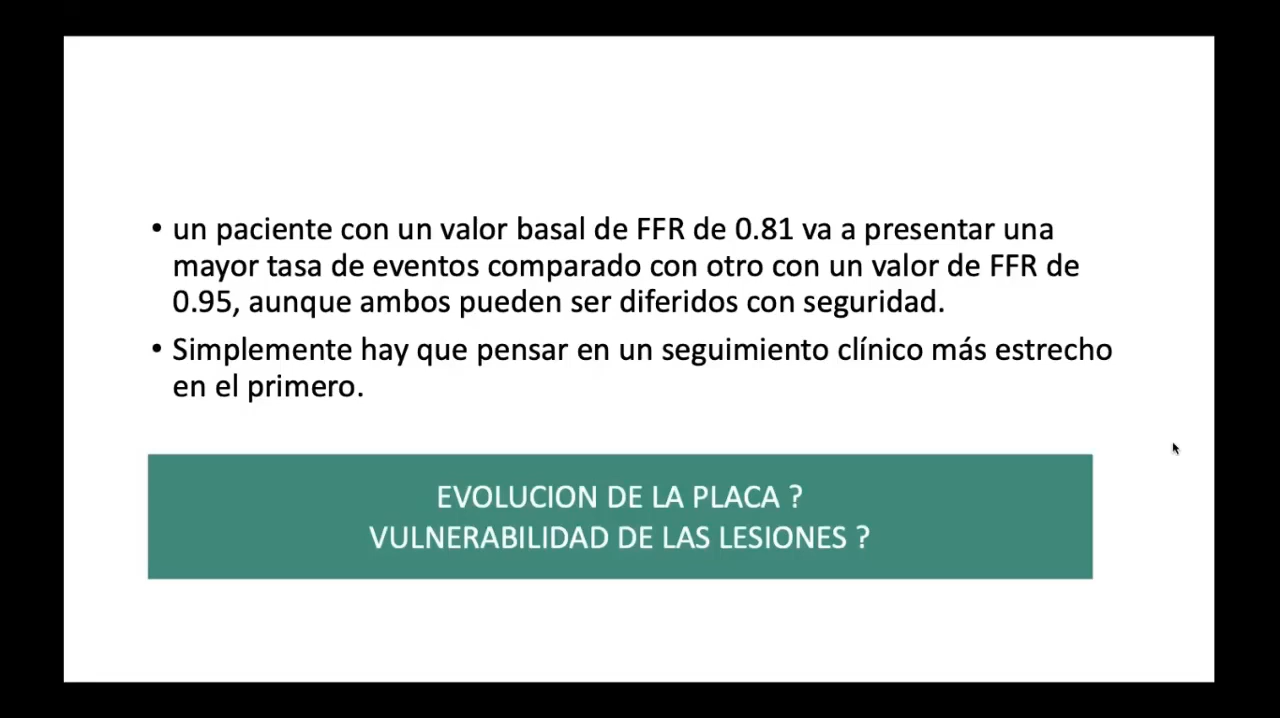 • un paciente con un valor basal de FFR de 0.81 va a presentar una
mayor tasa de eventos comparado con otro con un valor de FFR de
0.95, aunque ambos pueden ser diferidos con seguridad.
• Simplemente hay que pensar en un seguimiento clínico más estrecho
en el primero.
EVOLUCION DE LA PLACA ?
VULNERABILIDAD DE LAS LESIONES ?